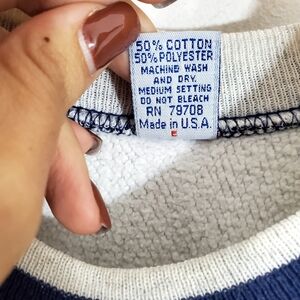 50% COTTON
50% POLYESTER
MACHINE WASH
AND DRY.
MEDIUM SETTING
DO NOT BLEACH
RN 79708
Made in U.S.A.
E